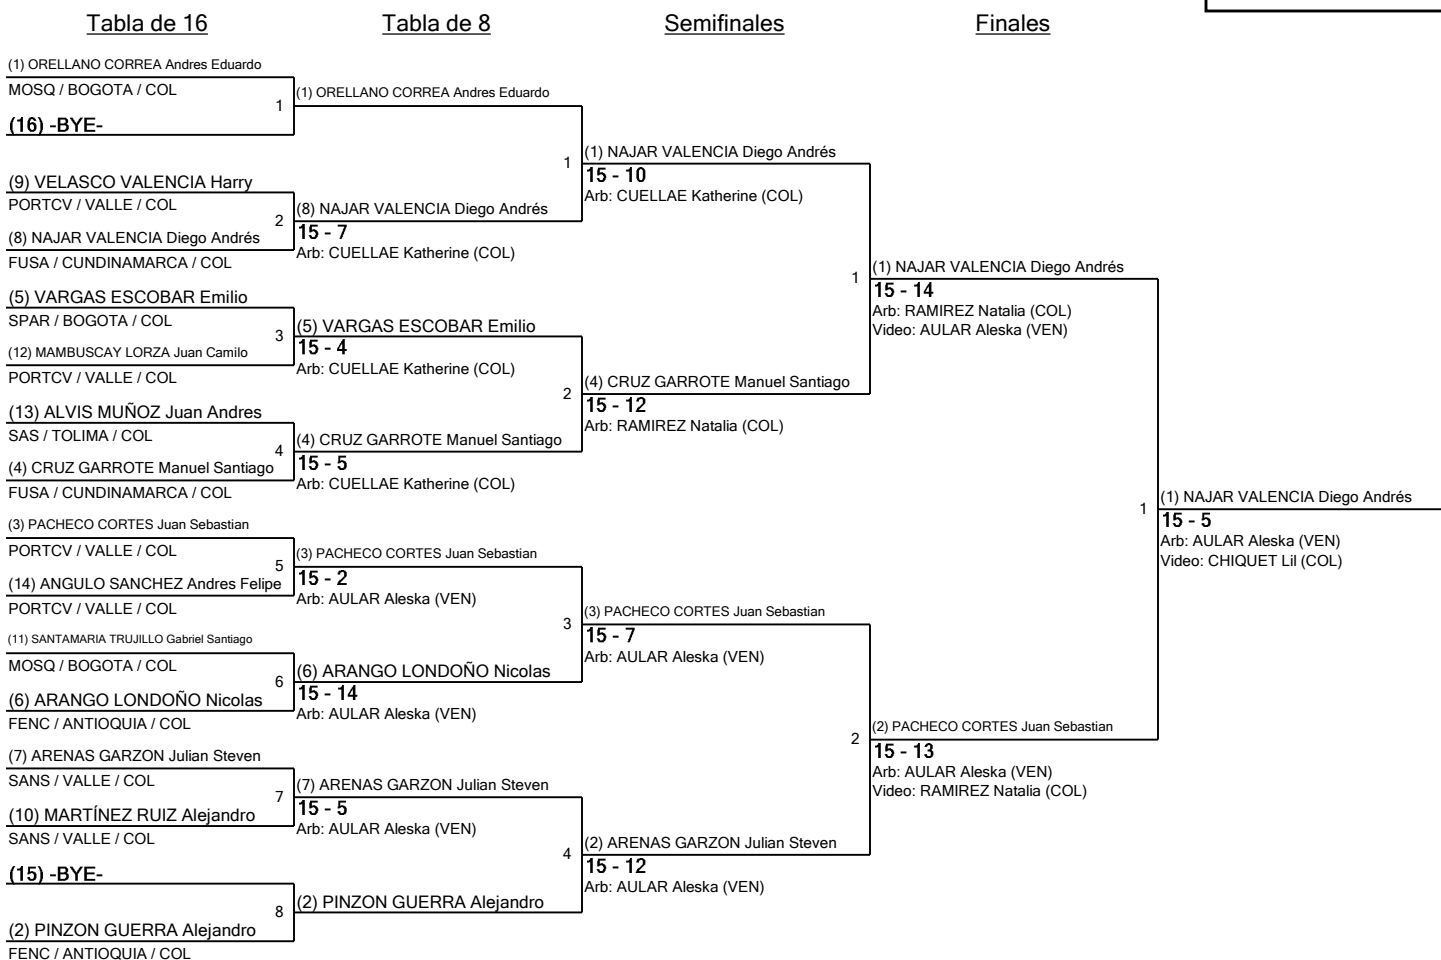 Tabla de 16
Tabla de 8
Semifinales
Finales
(1) ORELLANO CORREA Andres Eduardo
MOSQ / BOGOTA / COL
1
(16) -BYE-
(9) VELASCO VALENCIA Harry
PORTCV / VALLE / COL
2
(8) NAJAR VALENCIA Diego Andrés
FUSA / CUNDINAMARCA / COL
(5) VARGAS ESCOBAR Emilio
SPAR / BOGOTA / COL
3
(12) MAMBUSCAY LORZA Juan Camilo
PORTCV / VALLE / COL
(13) ALVIS MUÑOZ Juan Andres
SAS / TOLIMA / COL
4
(4) CRUZ GARROTE Manuel Santiago
FUSA / CUNDINAMARCA / COL
(3) PACHECO CORTES Juan Sebastian
PORTCV / VALLE / COL
5
(14) ANGULO SANCHEZ Andres Felipe
PORTCV / VALLE / COL
(11) SANTAMARIA TRUJILLO Gabriel Santiago
MOSQ / BOGOTA / COL
6
(6) ARANGO LONDOÑO Nicolas
FENC / ANTIOQUIA / COL
(7) ARENAS GARZON Julian Steven
SANS / VALLE / COL
7
(10) MARTÍNEZ RUIZ Alejandro
SANS / VALLE / COL
(15) -BYE-
8
(2) PINZON GUERRA Alejandro
FENC / ANTIOQUIA / COL
(1) ORELLANO CORREA Andres Eduardo
1
(8) NAJAR VALENCIA Diego Andrés
15 - 7
Arb: CUELLAE Katherine (COL)
(5) VARGAS ESCOBAR Emilio
15 - 4
Arb: CUELLAE Katherine (COL)
2
(4) CRUZ GARROTE Manuel Santiago
15 - 5
Arb: CUELLAE Katherine (COL)
(3) PACHECO CORTES Juan Sebastian
15 - 2
Arb: AULAR Aleska (VEN)
3
(6) ARANGO LONDOÑO Nicolas
15 - 14
Arb: AULAR Aleska (VEN)
(7) ARENAS GARZON Julian Steven
15 - 5
Arb: AULAR Aleska (VEN)
4
(2) PINZON GUERRA Alejandro
(1) NAJAR VALENCIA Diego Andrés
15 - 10
Arb: CUELLAE Katherine (COL)
1
(4) CRUZ GARROTE Manuel Santiago
15 - 12
Arb: RAMIREZ Natalia (COL)
(3) PACHECO CORTES Juan Sebastian
15 - 7
Arb: AULAR Aleska (VEN)
2
(2) ARENAS GARZON Julian Steven
15 - 12
Arb: AULAR Aleska (VEN)
(1) NAJAR VALENCIA Diego Andrés
15 - 14
Arb: RAMIREZ Natalia (COL)
Video: AULAR Aleska (VEN)
1
(2) PACHECO CORTES Juan Sebastian
15 - 13
Arb: AULAR Aleska (VEN)
Video: RAMIREZ Natalia (COL)
(1) NAJAR VALENCIA Diego Andrés
15 - 5
Arb: AULAR Aleska (VEN)
Video: CHIQUET Lil (COL)